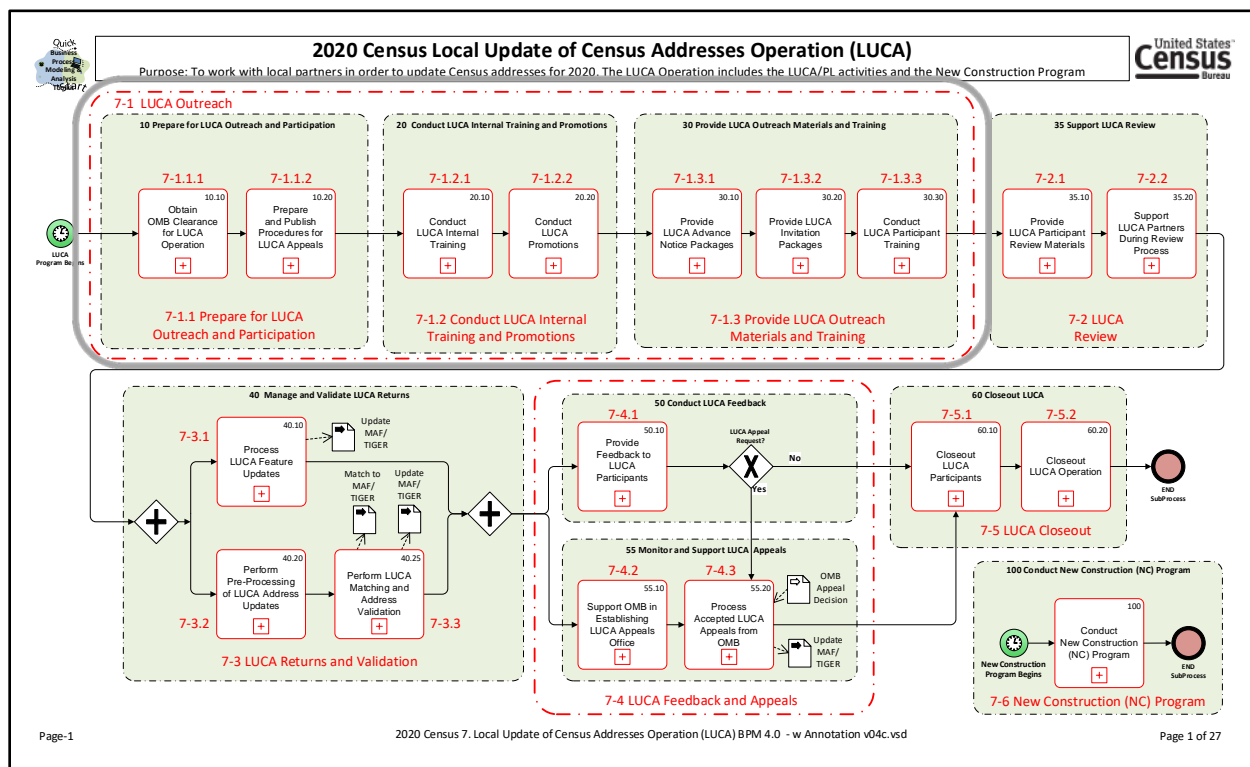 Quick
Business
Process
Modeling &
Analysis
Start
2020 Census Local Update of Census Addresses Operation (LUCA)
Purpose: To work with local partners in order to update Census addresses for 2020. The LUCA Operation includes the LUCA/PL activities and the New Construction Program
United States
Census
Bureau
7-1 LUCA Outreach
10 Prepare for LUCA Outreach and Participation
20 Conduct LUCA Internal Training and Promotions
30 Provide LUCA Outreach Materials and Training
35 Support LUCA Review
7-1.1.1
7-1.1.2
7-1.2.1
7-1.2.2
7-1.3.1
7-1.3.2
7-1.3.3
7-2.1
7-2.2
10.10
Obtain
OMB Clearance
for LUCA
Operation
10.20
Prepare
and Publish
Procedures for
LUCA Appeals
20.10
Conduct
LUCA Internal
Training
20.20
Conduct
LUCA
Promotions
30.10
Provide
LUCA Advance
Notice Packages
30.20
Provide LUCA
Invitation
Packages
30.30
Conduct
LUCA Participant
Training
35.10
Provide
LUCA Participant
Review Materials
35.20
Support
LUCA Partners
During Review
Process
LUCA
Program Begins
7-1.1 Prepare for LUCA
Outreach and Participation
7-1.2 Conduct LUCA Internal
Training and Promotions
7-1.3 Provide LUCA Outreach
Materials and Training
7-2 LUCA
Review
40 Manage and Validate LUCA Returns
7-3.1
40.10
Process
LUCA Feature
Updates
Update
MAF/
TIGER
Match to
MAF/
TIGER
Update
MAF/
TIGER
40.20
Perform
Pre-Processing
of LUCA Address
Updates
40.25
Perform LUCA
Matching and
Address
Validation
7-3.2
7-3.3
7-3 LUCA Returns and Validation
50 Conduct LUCA Feedback
7-4.1
50.10
Provide
Feedback to
LUCA
Participants
LUCA Appeal
Request?
No
Yes
55 Monitor and Support LUCA Appeals
7-4.2
7-4.3
55.10
Support OMB in
Establishing
LUCA Appeals
Office
55.20
Process
Accepted LUCA
Appeals from
OMB
OMB
Appeal
Decision
Update
MAF/
TIGER
7-4 LUCA Feedback and Appeals
60 Closeout LUCA
7-5.1
7-5.2
60.10
Closeout
LUCA
Participants
60.20
Closeout
LUCA Operation
END
SubProcess
7-5 LUCA Closeout
100 Conduct New Construction (NC) Program
100
Conduct
New Construction
(NC) Program
New Construction
Program Begins
END
SubProcess
7-6 New Construction (NC) Program
Page-1
2020 Census 7. Local Update of Census Addresses Operation (LUCA) BPM 4.0 - w Annotation v04c.vsd
Page 1 of 27